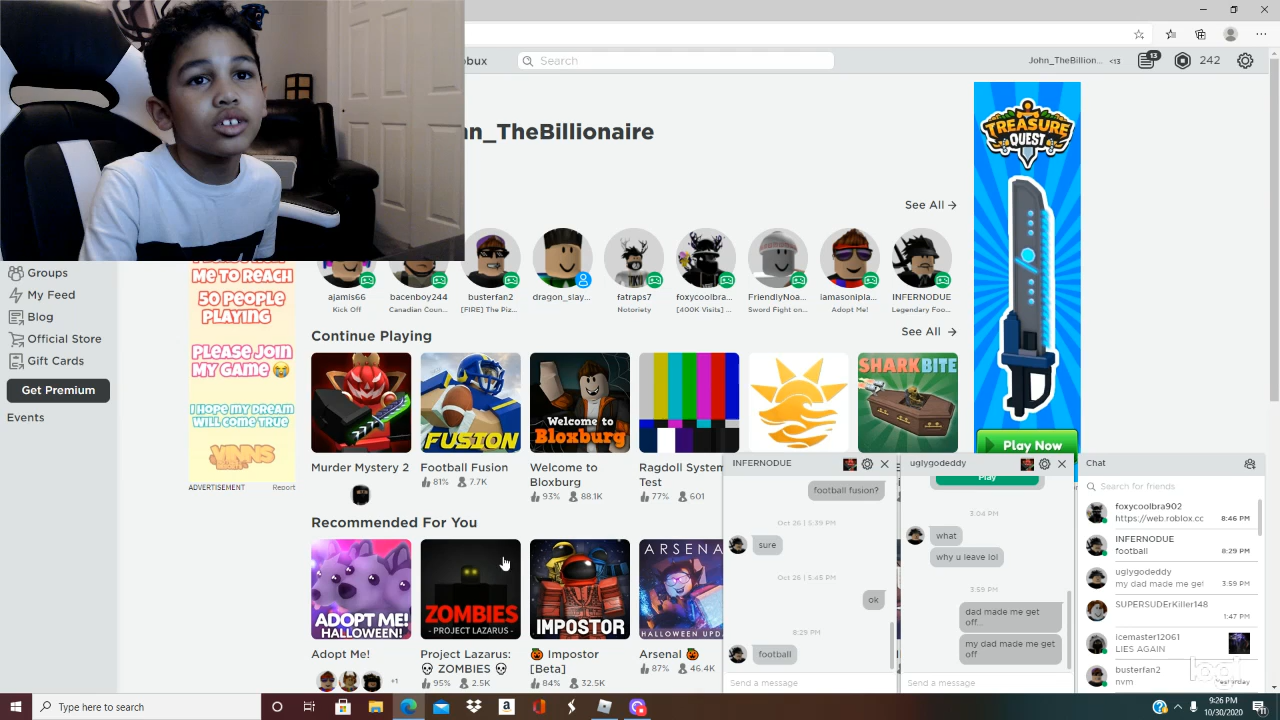 obux
Search
John_TheBillion...
<13
13
242
hn_TheBillionaire
See All
Groups
My Feed
Blog
Official Store
Gift Cards
Get Premium
Events
ME TO REACH
50 PEOPLE
PLAYING
PLEASE JOIN
MY GAME 😭
I HOPE MY DREAM
WILL COME TRUE
ADVERTISEMENT
Report
ajamis66
Kick Off
bacenboy244
Canadian Coun...
busterfan2
[FIRE] The Piz...
dragon_slay...
fatraps7
Notoriety
foxycoolbra...
[400K Visits] ...
FriendlyNoa...
Sword Fight on...
lamasonipla...
Adopt Me!
INFERNODUE
Legendary Foo...
Continue Playing
See All
FUSION
Welcome to
Bloxburg
SHARKBITE
Murder Mystery 2
Football Fusion
81% 7.7K
Welcome to
Bloxburg
93% 88.1K
Ragdoll System
Test
77% 601
TREASURE
QUEST
Play Now
Recommended For You
ADOPT ME!
HALLOWEEN!
ZOMBIES
- PROJECT LAZARUS -
IMPOSTOR
ARSENAL
HALLOWEEN UPD
Adopt Me!
+1
Project Lazarus:
💀 ZOMBIES 💀
95% 2.5K
🎃 Impostor
[Beta]
84% 32.5K
Arsenal 🎃
87% 46.4K
INFERNODUE
football fusion?
Oct 26 | 5:39 PM
sure
Oct 26 | 5:45 PM
ok
8:29 PM
football
Send a message
uglygodeddy
Play
3:04 PM
what
why u leave lol
3:59 PM
dad made me get
off...
my dad made me get
off
Send a message
Chat
Search for friends
foxycoolbra902
https://web.roblox.cc
8:46 PM
INFERNODUE
football
8:29 PM
uglygodeddy
my dad made me ge!
3:59 PM
SUPERSUDErKiller148
1:47 PM
icemaster12061
LIES AGAIN
busterfan2
nvm
Yesterday
Type here to search
9:26 PM
10/30/2020